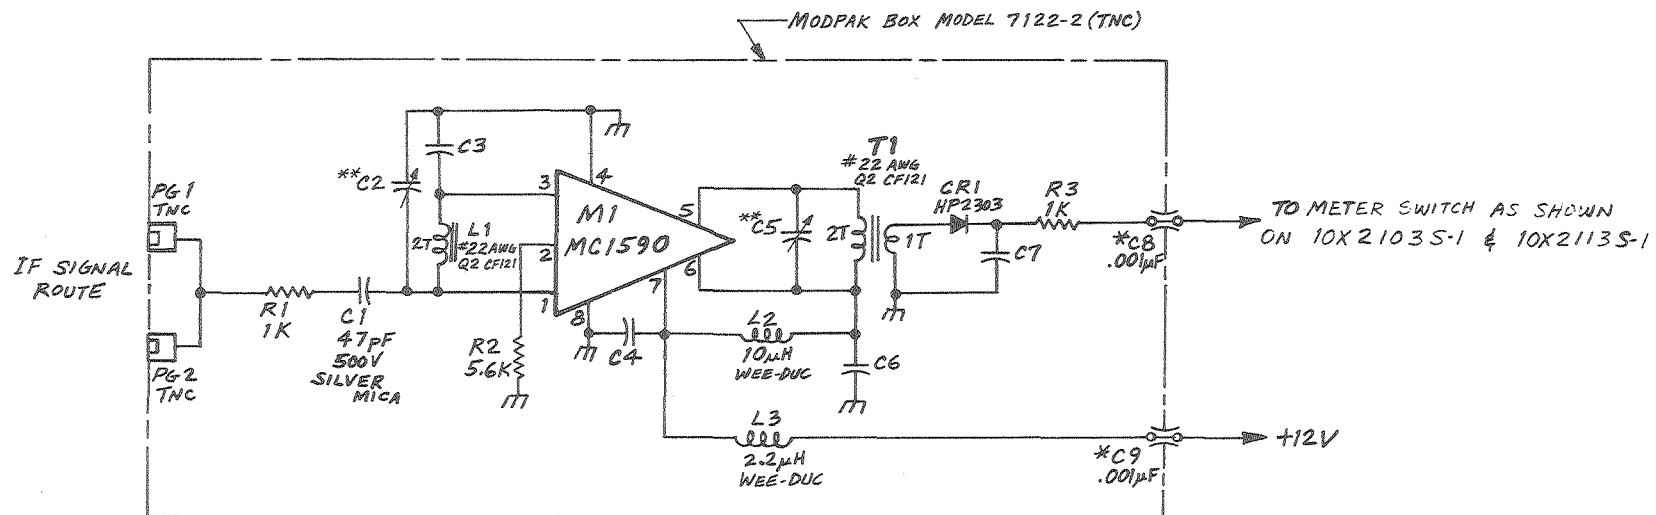 MODPAK BOX MODEL 7122-2 (TNC)
C3
**C2
3
4
M1
MC1590
2
1
8
7
6
5
2T
L1
#22 AWG
Q2 CF121
PG1
TNC
IF SIGNAL
ROUTE
PG2
TNC
R1
1K
C1
47pF
500V
SILVER
MICA
R2
5.6K
C4
**C5
T1
#22 AWG
Q2 CF121
2T
1T
CR1
HP2303
R3
1K
C7
*C8
.001µF
TO METER SWITCH AS SHOWN
ON 10X2103S-1 & 10X2113S-1
L2
10µH
WEE-DUC
C6
L3
2.2µH
WEE-DUC
*C9
.001µF
+12V